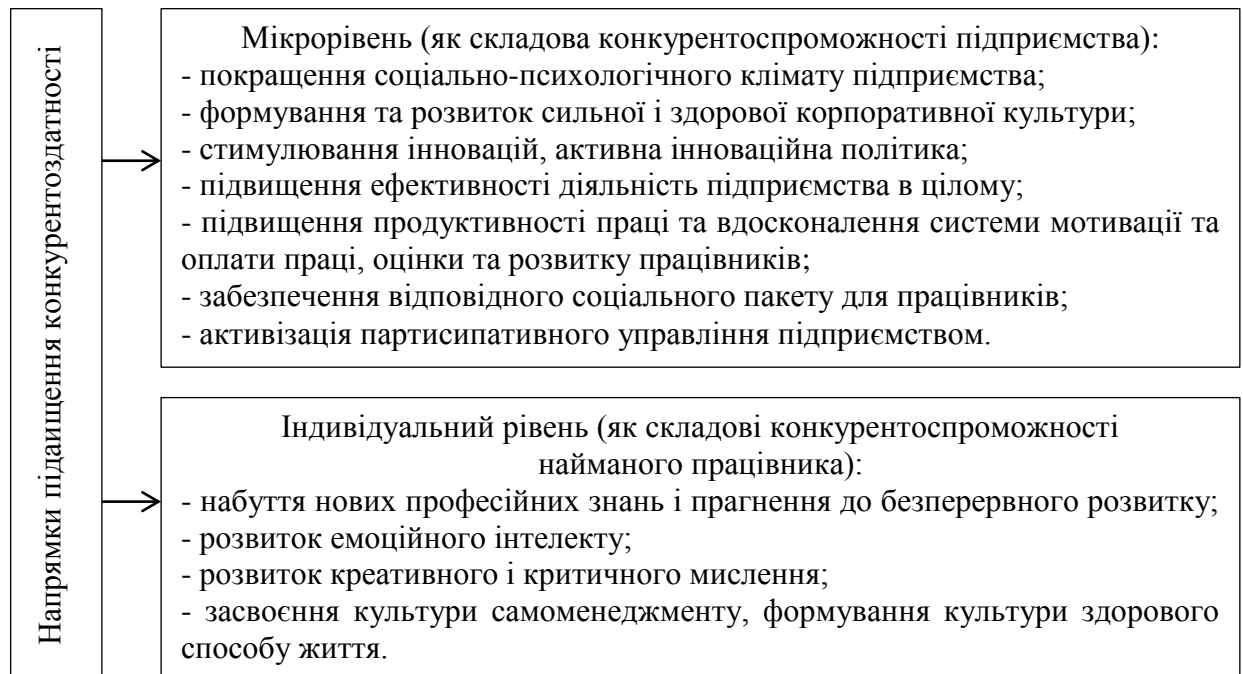 Напрямки підаищення конкурентоздатності
Мікрорівень (як складова конкурентоспроможності підприємства):
- покращення соціально-психологічного клімату підприємства;
- формування та розвиток сильної і здорової корпоративної культури;
- стимулювання інновацій, активна інноваційна політика;
- підвищення ефективності діяльність підприємства в цілому;
- підвищення продуктивності праці та вдосконалення системи мотивації та
оплати праці, оцінки та розвитку працівників;
- забезпечення відповідного соціального пакету для працівників;
- активізація партисипативного управління підприємством.
Індивідуальний рівень (як складові конкурентоспроможності
найманого працівника):
- набуття нових професійних знань і прагнення до безперервного розвитку;
- розвиток емоційного інтелекту;
- розвиток креативного і критичного мислення;
- засвоєння культури самоменеджменту, формування культури здорового
способу життя.